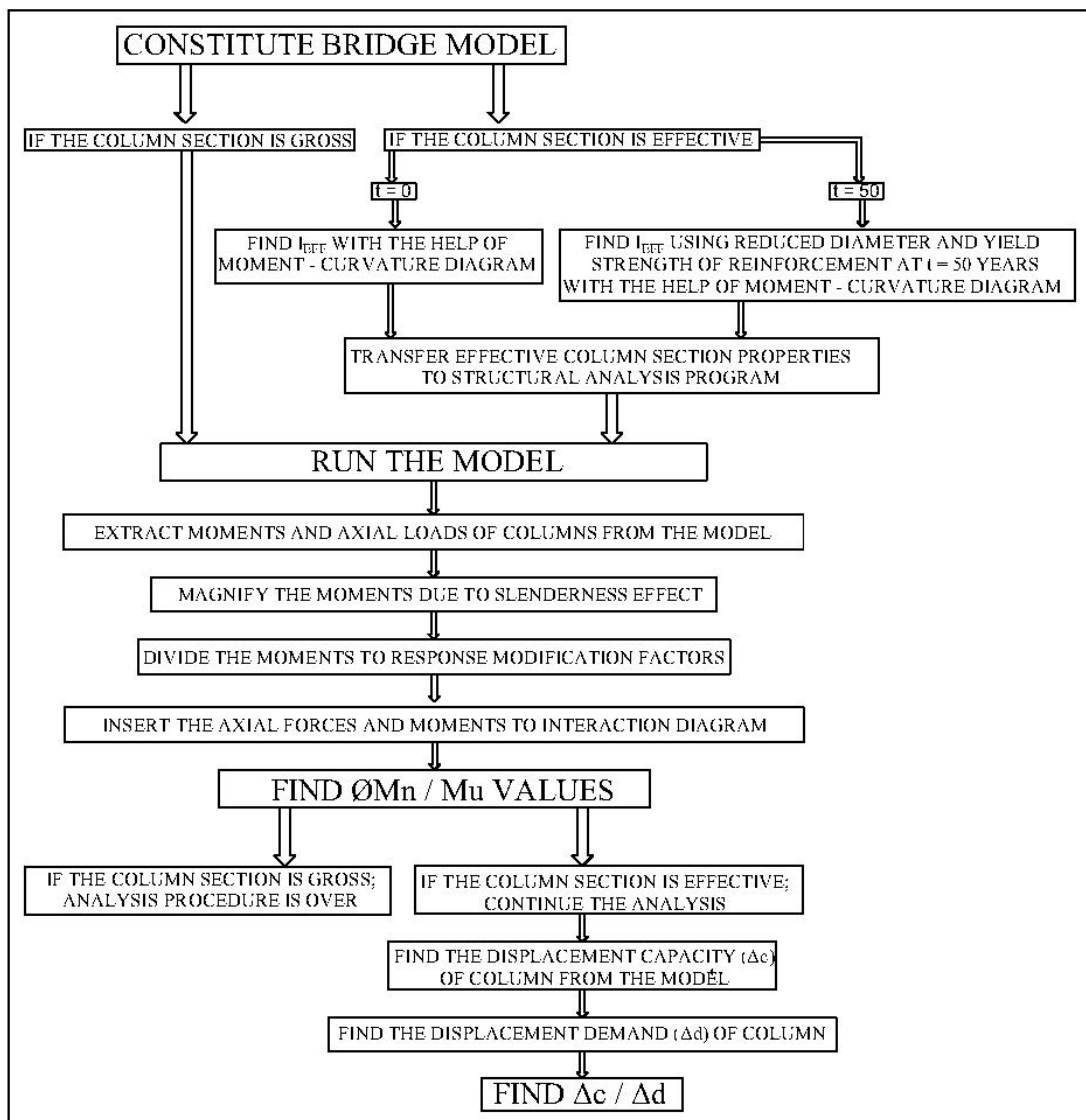 CONSTITUTE BRIDGE MODEL
IF THE COLUMN SECTION IS GROSS
IF THE COLUMN SECTION IS EFFECTIVE
t = 0
t = 50
FIND I_EFF WITH THE HELP OF
MOMENT - CURVATURE DIAGRAM
FIND I_EFF USING REDUCED DIAMETER AND YIELD
STRENGTH OF REINFORCEMENT AT t = 50 YEARS
WITH THE HELP OF MOMENT - CURVATURE DIAGRAM
TRANSFER EFFECTIVE COLUMN SECTION PROPERTIES
TO STRUCTURAL ANALYSIS PROGRAM
RUN THE MODEL
EXTRACT MOMENTS AND AXIAL LOADS OF COLUMNS FROM THE MODEL
MAGNIFY THE MOMENTS DUE TO SLENDERNESS EFFECT
DIVIDE THE MOMENTS TO RESPONSE MODIFICATION FACTORS
INSERT THE AXIAL FORCES AND MOMENTS TO INTERACTION DIAGRAM
FIND ØMn / Mu VALUES
IF THE COLUMN SECTION IS GROSS;
ANALYSIS PROCEDURE IS OVER
IF THE COLUMN SECTION IS EFFECTIVE;
CONTINUE THE ANALYSIS
FIND THE DISPLACEMENT CAPACITY (Δc)
OF COLUMN FROM THE MODEL
FIND THE DISPLACEMENT DEMAND (Δd) OF COLUMN
FIND Δc / Δd